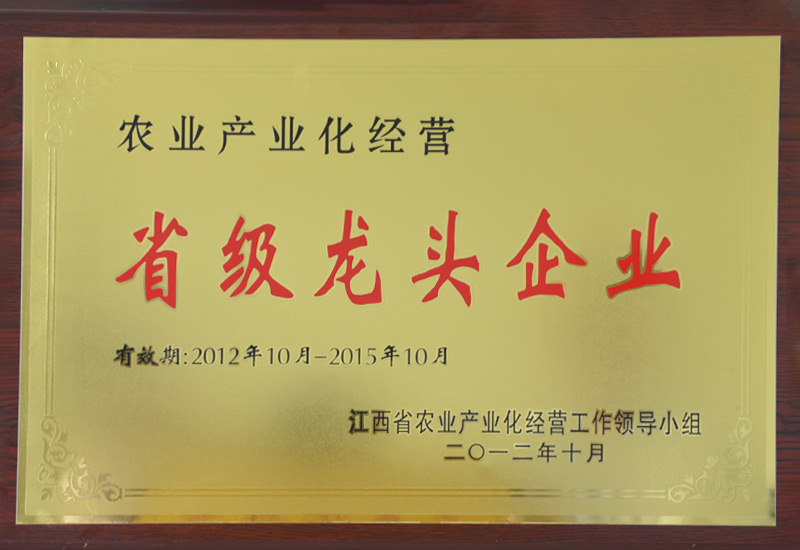 农业产业化经营
省级龙头企业
有效期:2012年10月-2015年10月
江西省农业产业化经营工作领导小组
二〇一二年十月